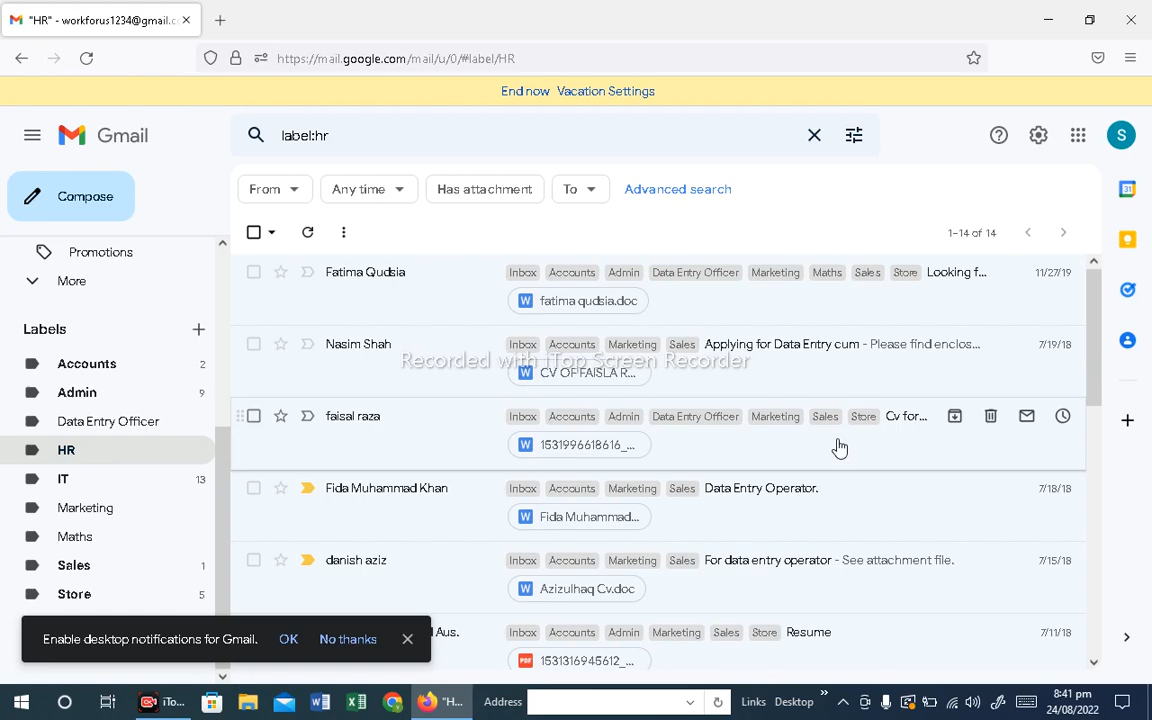 "HR" - workforus1234@gmail.co
https://mail.google.com/mail/u/0/#label/HR
End now Vacation Settings
Gmail
label:hr
S
Compose
From Any time Has attachment To Advanced search
31
1–14 of 14
Promotions
More
Labels
Accounts 2
Admin 9
Data Entry Officer
HR
IT 13
Marketing
Maths
Sales 1
Store 5
Fatima Qudsia Inbox Accounts Admin Data Entry Officer Marketing Maths Sales Store Looking f... 11/27/19
W fatima qudsia.doc
Nasim Shah Inbox Accounts Marketing Sales Applying for Data Entry cum - Please find enclos... 7/19/18
Recorded with iTop Screen Recorder
W CV OF FAISLA R...
faisal raza Inbox Accounts Admin Data Entry Officer Marketing Sales Store Cv for...
W 1531996618616_...
Fida Muhammad Khan Inbox Accounts Marketing Sales Data Entry Operator. 7/18/18
W Fida Muhammad...
danish aziz Inbox Accounts Marketing Sales For data entry operator - See attachment file. 7/15/18
W Azizulhaq Cv.doc
Aus. Inbox Accounts Admin Marketing Sales Store Resume 7/11/18
PDF 1531316945612_...
Enable desktop notifications for Gmail. OK No thanks
iTo... "H... Address Links Desktop
8:41 pm
24/08/2022